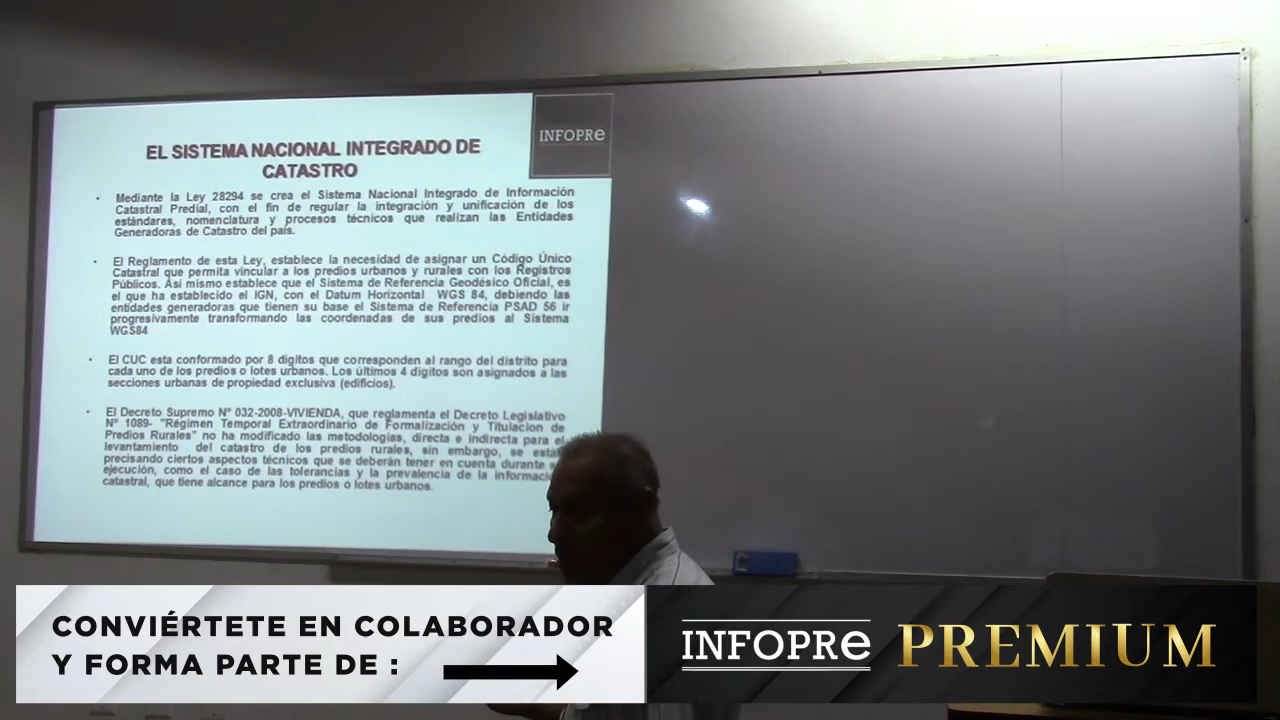 INFOPRe
EL SISTEMA NACIONAL INTEGRADO DE
CATASTRO
• Mediante la Ley 28294 se crea el Sistema Nacional Integrado de Información
Catastral Predial, con el fin de regular la integración y unificación de los
estándares, nomenclatura y procesos técnicos que realizan las Entidades
Generadoras de Catastro del país.
• El Reglamento de esta Ley, establece la necesidad de asignar un Código Único
Catastral que permita vincular a los predios urbanos y rurales con los Registros
Públicos. Así mismo establece que el Sistema de Referencia Geodésico Oficial, es
el que ha establecido el IGN, con el Datum Horizontal WGS 84, debiendo las
entidades generadoras que tienen su base el Sistema de Referencia PSAD 56 ir
progresivamente transformando las coordenadas de sus predios al Sistema
WGS84
• El CUC esta conformado por 8 digitos que corresponden al rango del distrito para
cada uno de los predios o lotes urbanos. Los últimos 4 digitos son asignados a las
secciones urbanas de propiedad exclusiva (edificios).
• El Decreto Supremo Nº 032-2008-VIVIENDA, que reglamenta el Decreto Legislativo
Nº 1089- "Régimen Temporal Extraordinario de Formalización y Titulacion de
Predios Rurales" no ha modificado las metodologías, directa e indirecta para el
levantamiento del catastro de los predios rurales, sin embargo, se
precisando ciertos aspectos técnicos que se deberán tener en cuenta durante
ejecución, como el caso de las tolerancias y la prevalencia de la
catastral, que tiene alcance para los predios o lotes urbanos.
CONVIÉRTETE EN COLABORADOR
Y FORMA PARTE DE :
INFOPRe PREMIUM